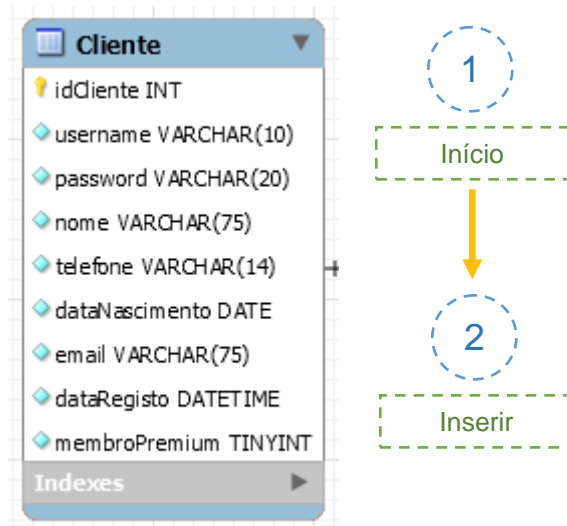 Cliente
idCliente INT
username VARCHAR(10)
password VARCHAR(20)
nome VARCHAR(75)
telefone VARCHAR(14)
dataNascimento DATE
email VARCHAR(75)
dataRegisto DATETIME
membroPremium TINYINT
Indexes
1
Início
2
Inserir